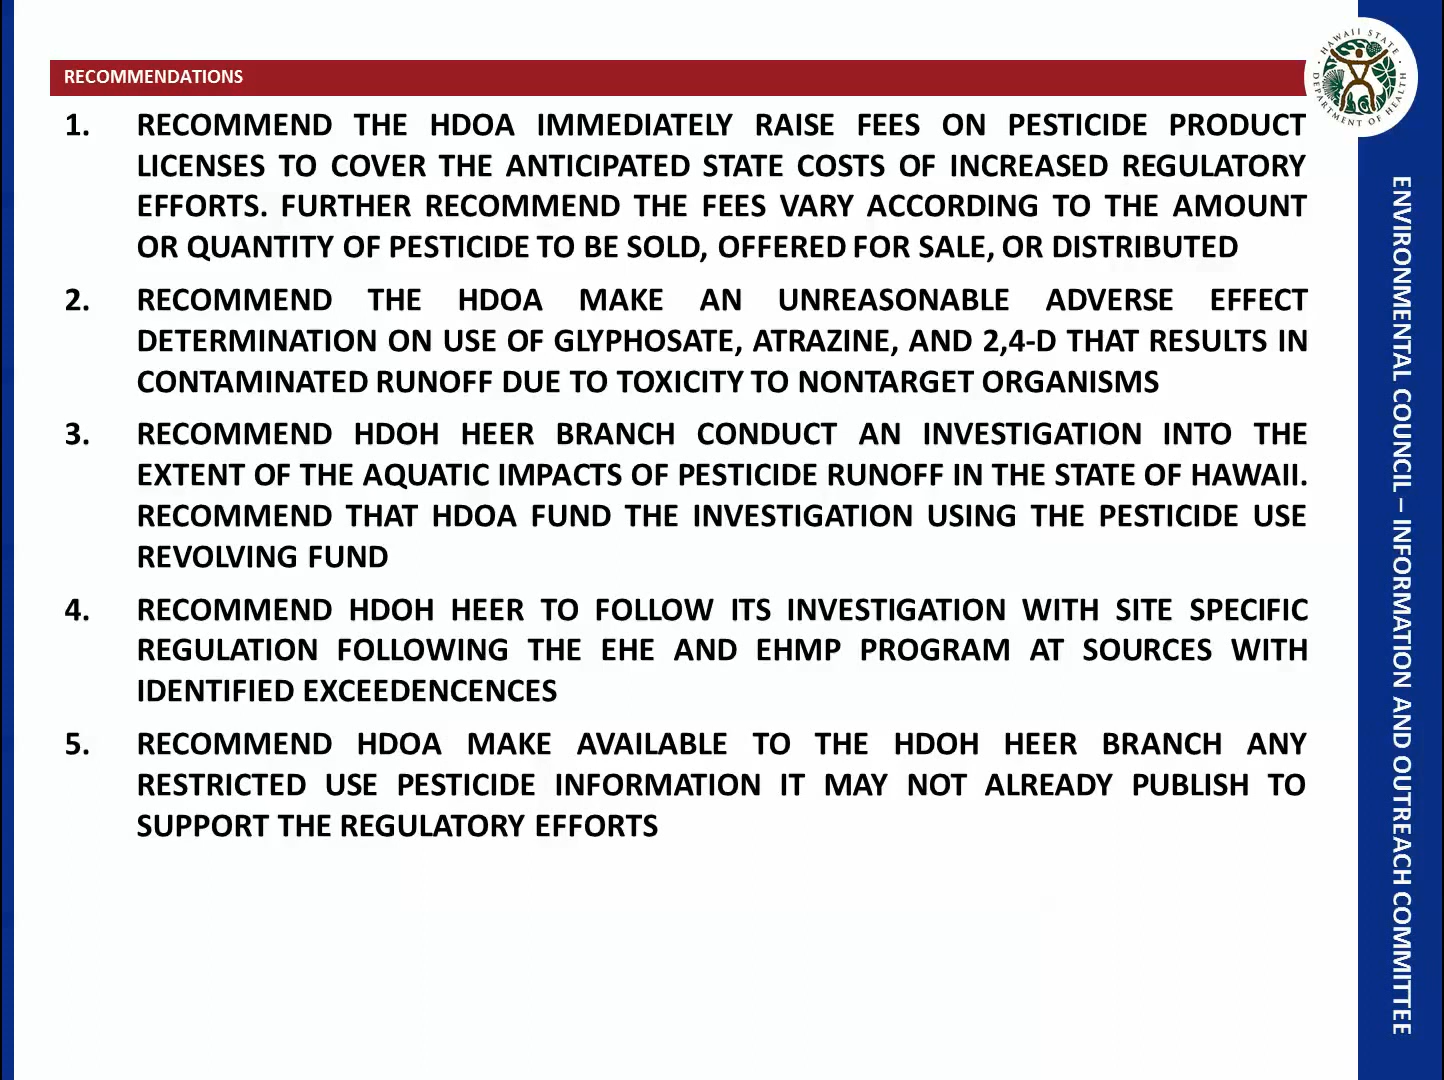 RECOMMENDATIONS
1. RECOMMEND THE HDOA IMMEDIATELY RAISE FEES ON PESTICIDE PRODUCT
LICENSES TO COVER THE ANTICIPATED STATE COSTS OF INCREASED REGULATORY
EFFORTS. FURTHER RECOMMEND THE FEES VARY ACCORDING TO THE AMOUNT
OR QUANTITY OF PESTICIDE TO BE SOLD, OFFERED FOR SALE, OR DISTRIBUTED
2. RECOMMEND THE HDOA MAKE AN UNREASONABLE ADVERSE EFFECT
DETERMINATION ON USE OF GLYPHOSATE, ATRAZINE, AND 2,4-D THAT RESULTS IN
CONTAMINATED RUNOFF DUE TO TOXICITY TO NONTARGET ORGANISMS
3. RECOMMEND HDOH HEER BRANCH CONDUCT AN INVESTIGATION INTO THE
EXTENT OF THE AQUATIC IMPACTS OF PESTICIDE RUNOFF IN THE STATE OF HAWAII.
RECOMMEND THAT HDOA FUND THE INVESTIGATION USING THE PESTICIDE USE
REVOLVING FUND
4. RECOMMEND HDOH HEER TO FOLLOW ITS INVESTIGATION WITH SITE SPECIFIC
REGULATION FOLLOWING THE EHE AND EHMP PROGRAM AT SOURCES WITH
IDENTIFIED EXCEEDENCENCES
5. RECOMMEND HDOA MAKE AVAILABLE TO THE HDOH HEER BRANCH ANY
RESTRICTED USE PESTICIDE INFORMATION IT MAY NOT ALREADY PUBLISH TO
SUPPORT THE REGULATORY EFFORTS
HAWAII STATE
DEPARTMENT OF HEALTH
ENVIRONMENTAL COUNCIL – INFORMATION AND OUTREACH COMMITTEE